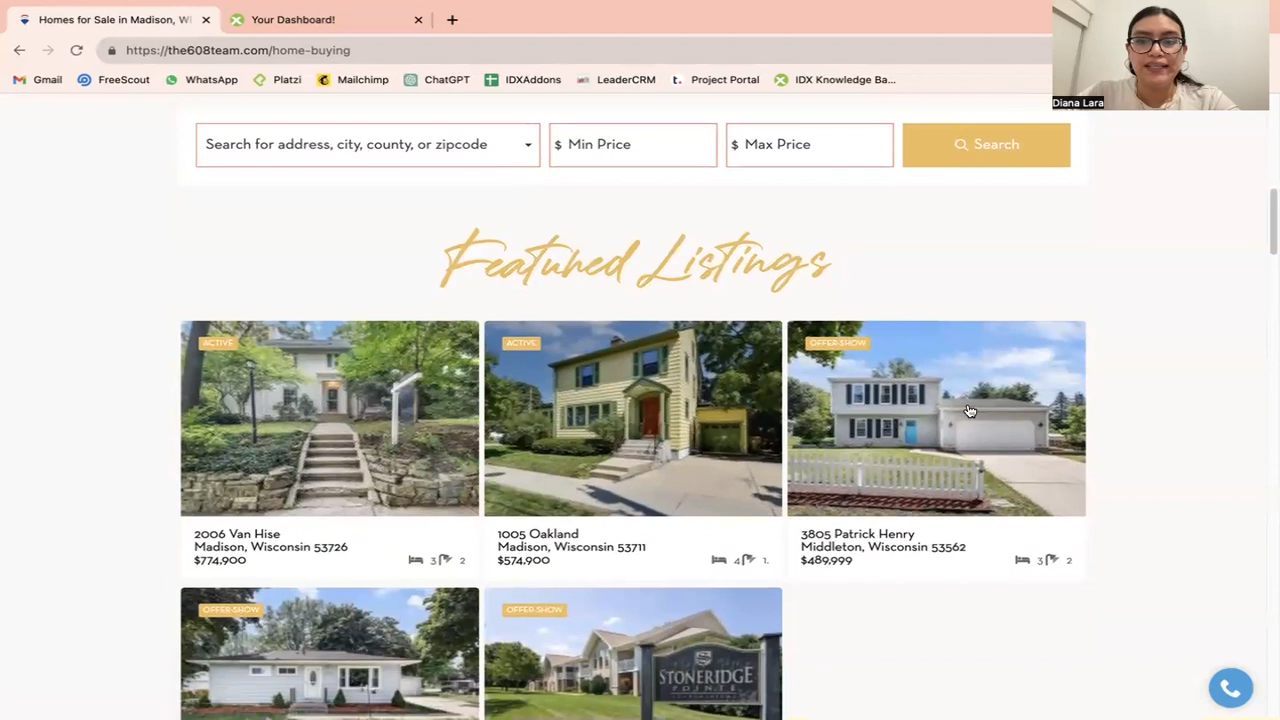 Homes for Sale in Madison, Wi
Your Dashboard!
https://the608team.com/home-buying
Gmail
FreeScout
WhatsApp
Platzi
Mailchimp
ChatGPT
IDXAddons
LeaderCRM
Project Portal
IDX Knowledge Ba...
Diana Lara
Search for address, city, county, or zipcode
$ Min Price
$ Max Price
Search
Featured Listings
ACTIVE
ACTIVE
OFFER-SHOW
2006 Van Hise
Madison, Wisconsin 53726
$774,900
3
2
1005 Oakland
Madison, Wisconsin 53711
$574,900
4
1.
3805 Patrick Henry
Middleton, Wisconsin 53562
$489,999
3
2
OFFER-SHOW
OFFER-SHOW
STONERIDGE
POINTE